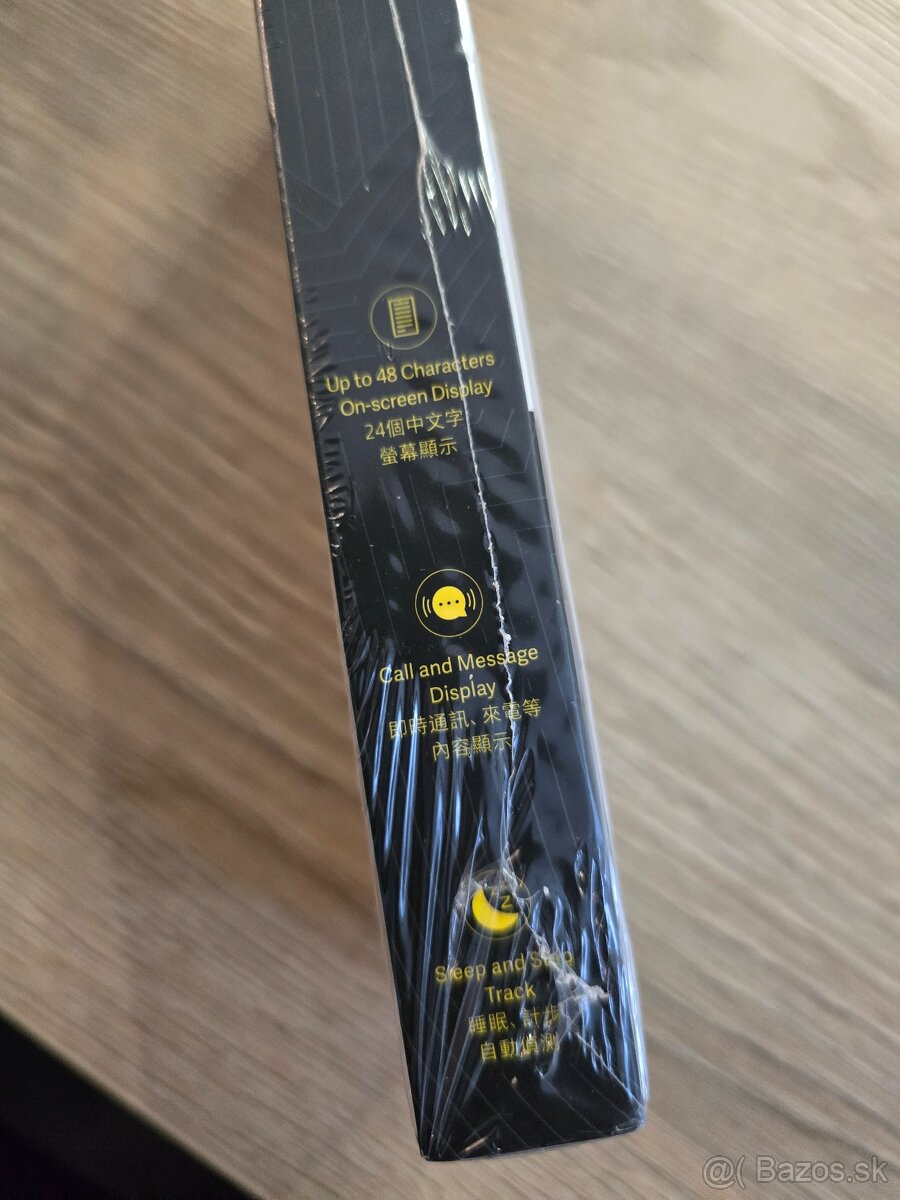 Up to 48 Characters
On-screen Display
24個中文字
螢幕顯示
Call and Message
Display
即時通訊、來電等
內容顯示
Z
Sleep and Step
Track
睡眠、計步
自動偵測
@( Bazos.sk